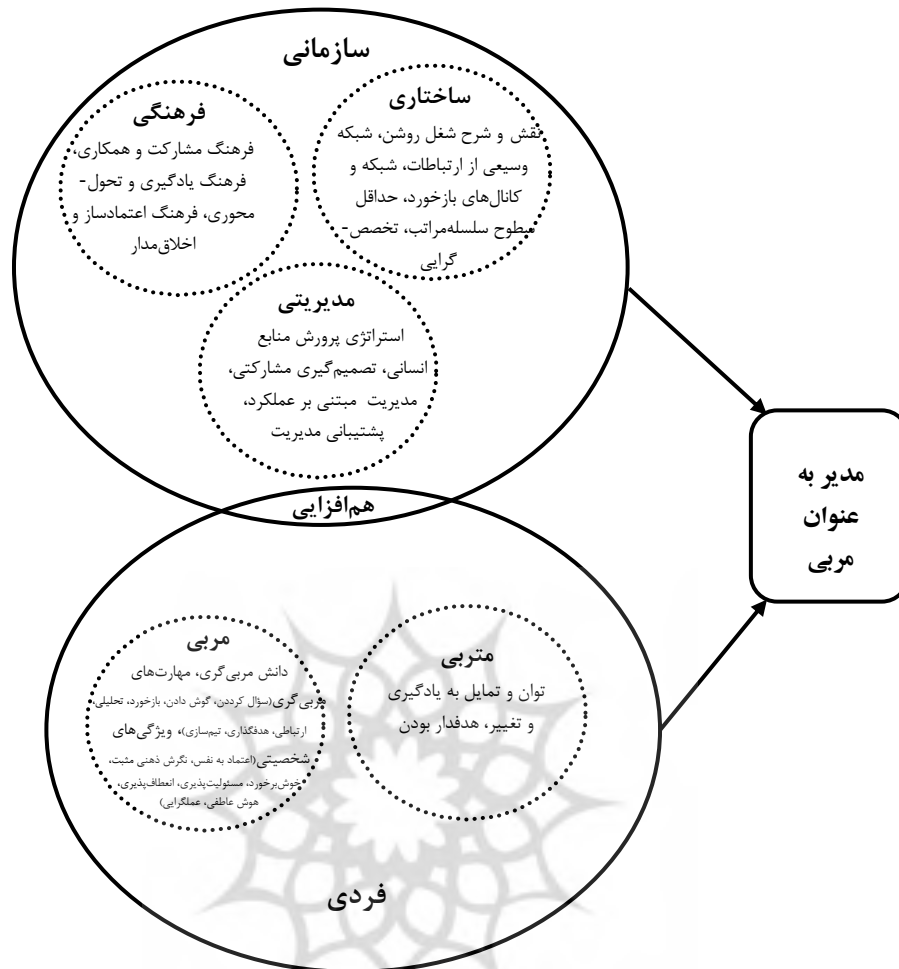 سازمانی
ساختاری
نقش و شرح شغل روشن، شبکه
وسیعی از ارتباطات، شبکه و
کانال‌های بازخورد، حداقل
سطوح سلسله‌مراتب، تخصص-
گرایی
فرهنگی
فرهنگ مشارکت و همکاری،
فرهنگ یادگیری و تحول-
محوری، فرهنگ اعتمادساز و
اخلاق‌مدار
مدیریتی
استراتژی پرورش منابع
انسانی، تصمیم‌گیری مشارکتی،
مدیریت مبتنی بر عملکرد،
پشتیبانی مدیریت
هم‌افزایی
مدیر به
عنوان
مربی
متربی
توان و تمایل به یادگیری
و تغییر، هدفدار بودن
مربی
دانش مربی‌گری، مهارت‌های
مربی‌گری(سؤال کرددن، گوش دادن، بازخورد، تحلیلی،
ارتباطی، هدفگذاری، تیم‌سازی)، ویژگی‌های
شخصیتی(اعتماد به نفس، نگرش ذهنی مثبت،
خوش‌برخورد، مسئولیت‌پذیری، انعطاف‌پذیری،
هوش عاطفی، عملگرایی)
فردی